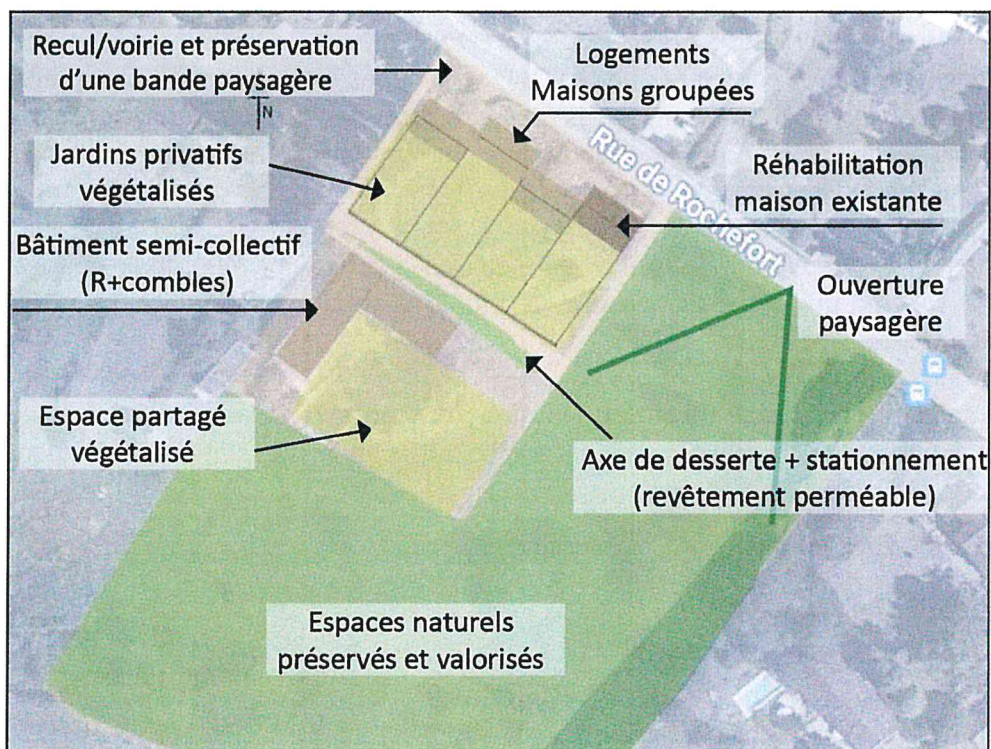 Recul/voirie et préservation
d'une bande paysagère
N
Logements
Maisons groupées
Rue de Rochefort
Jardins privatifs
végétalisés
Réhabilitation
maison existante
Bâtiment semi-collectif
(R+combles)
Ouverture
paysagère
Espace partagé
végétalisé
Axe de desserte + stationnement
(revêtement perméable)
Espaces naturels
préservés et valorisés